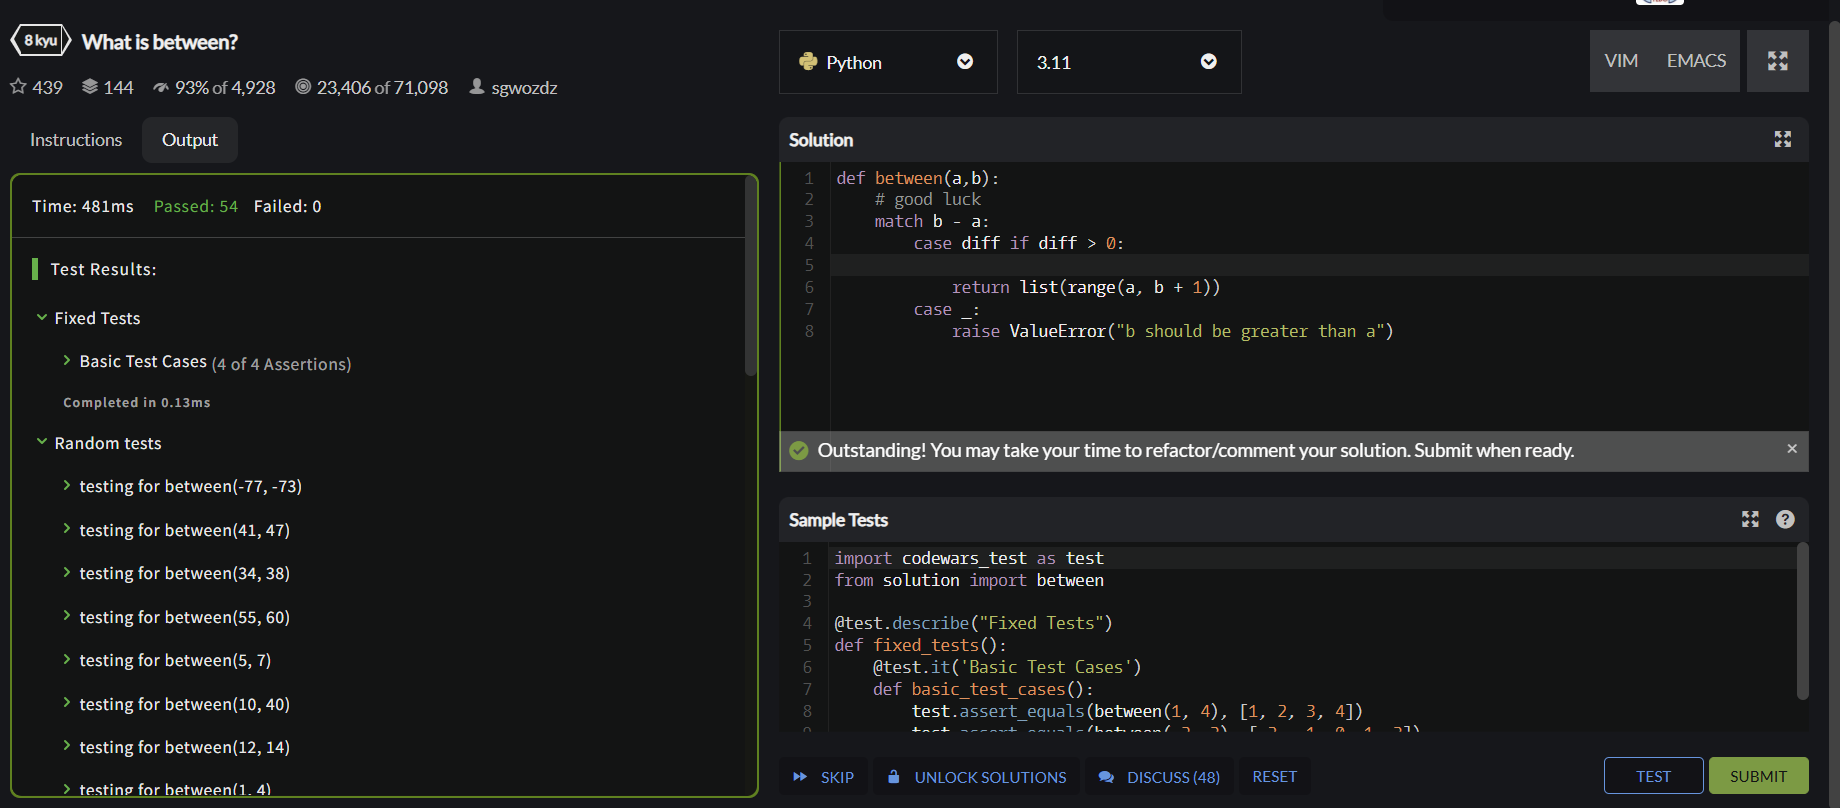 8 kyu What is between?
439 144 93% of 4,928 23,406 of 71,098 sgwozdz
Instructions Output
Time: 481ms Passed: 54 Failed: 0
Test Results:
Fixed Tests
Basic Test Cases (4 of 4 Assertions)
Completed in 0.13ms
Random tests
testing for between(-77, -73)
testing for between(41, 47)
testing for between(34, 38)
testing for between(55, 60)
testing for between(5, 7)
testing for between(10, 40)
testing for between(12, 14)
testing for between(1, 4)
Python 3.11 VIM EMACS
Solution
1 def between(a,b):
2     # good luck
3     match b - a:
4         case diff if diff > 0:
5
6             return list(range(a, b + 1))
7         case _:
8             raise ValueError("b should be greater than a")
Outstanding! You may take your time to refactor/comment your solution. Submit when ready. ×
Sample Tests ?
1 import codewars_test as test
2 from solution import between
3
4 @test.describe("Fixed Tests")
5 def fixed_tests():
6     @test.it('Basic Test Cases')
7     def basic_test_cases():
8         test.assert_equals(between(1, 4), [1, 2, 3, 4])
SKIP UNLOCK SOLUTIONS DISCUSS (48) RESET TEST SUBMIT